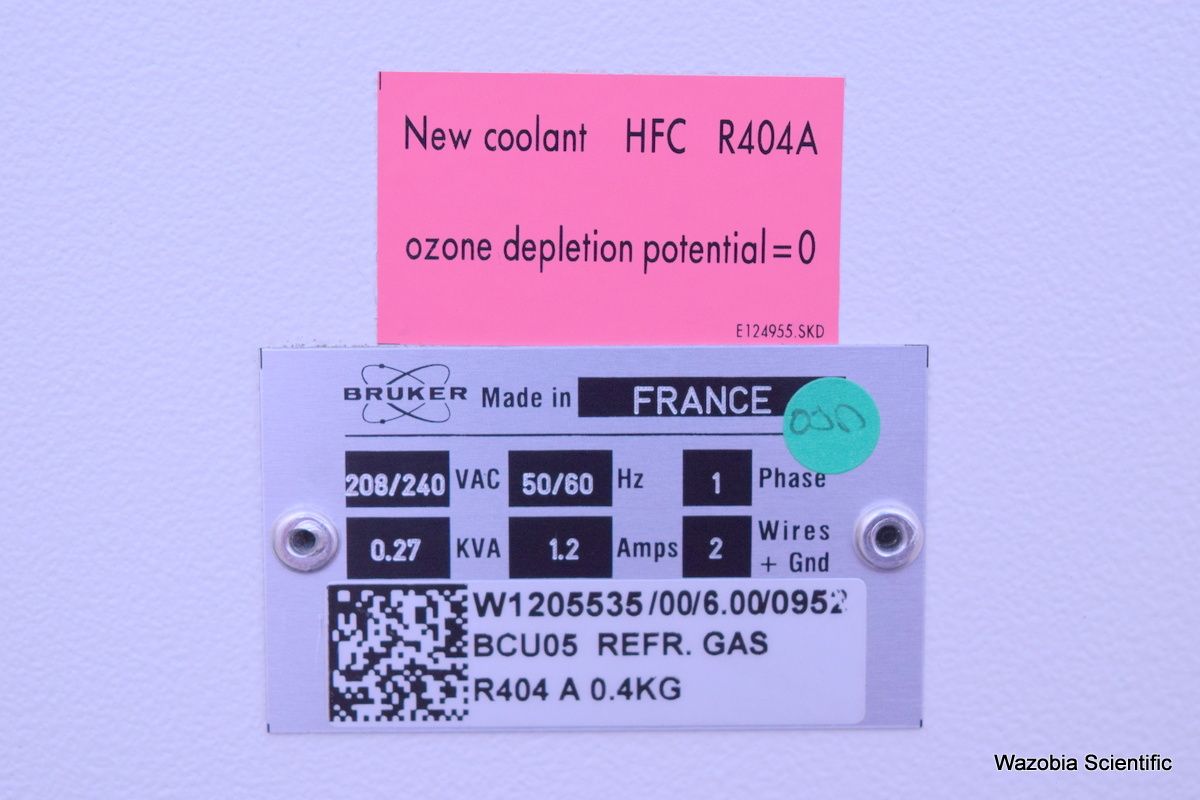 New coolant HFC R404A
ozone depletion potential=0
E124955.SKD
BRUKER Made in FRANCE
208/240 VAC 50/60 Hz 1 Phase
0.27 KVA 1.2 Amps 2 Wires
+ Gnd
W1205535/00/6.00/0952
BCU05 REFR. GAS
R404 A 0.4KG
Wazobia Scientific